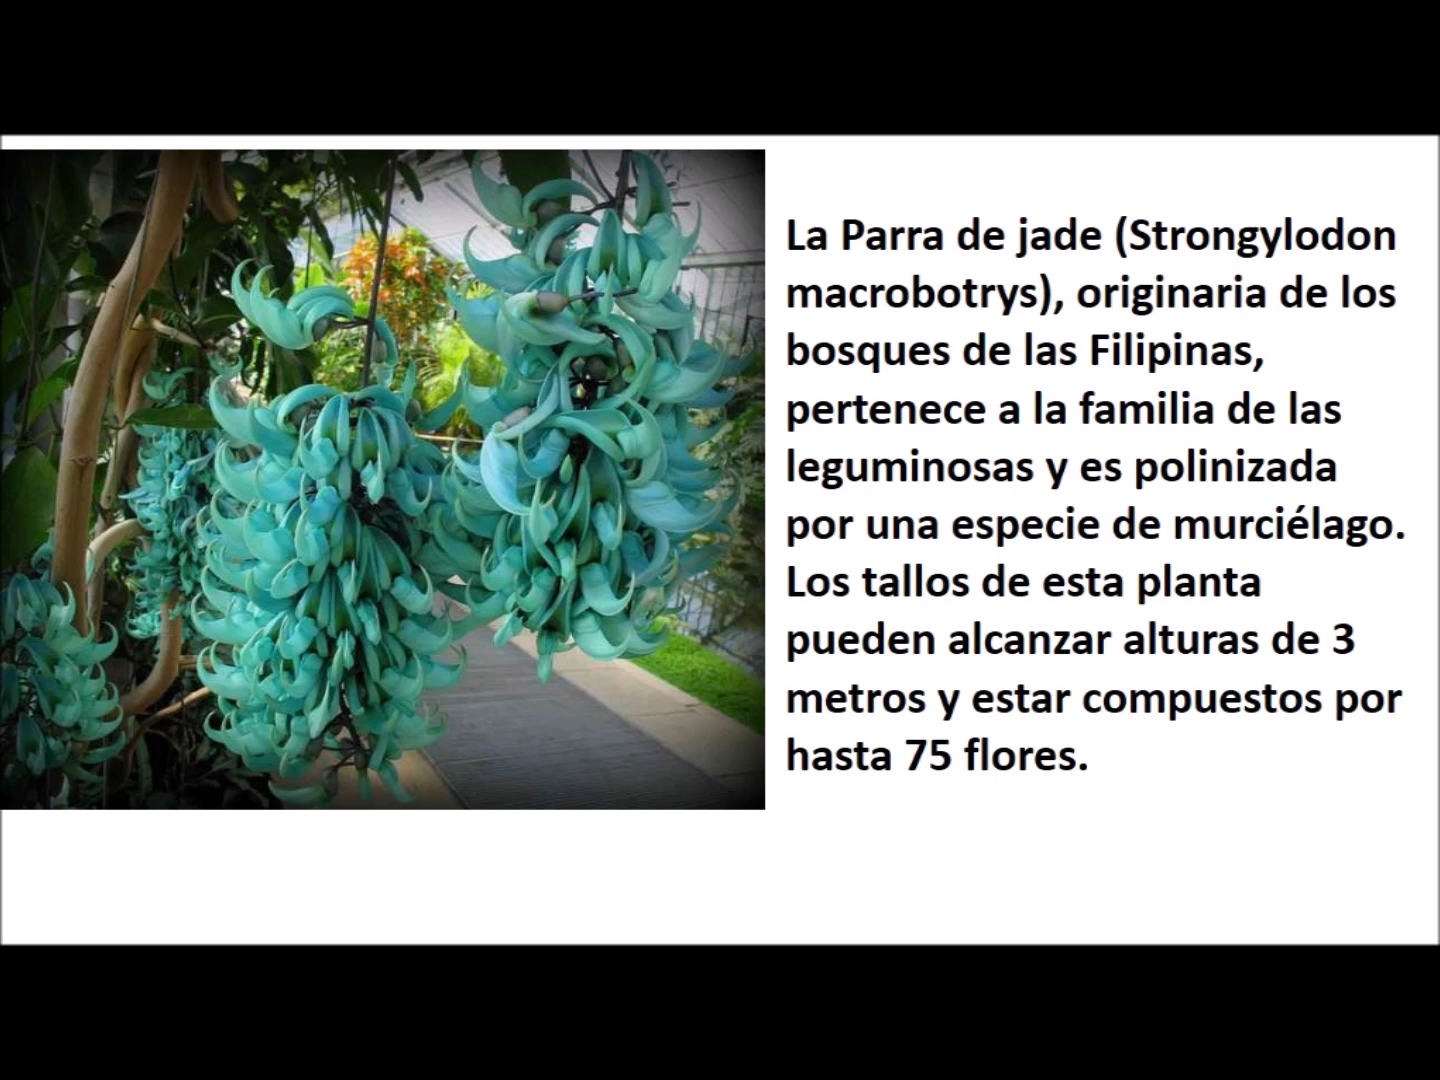 La Parra de jade (Strongylodon
macrobotrys), originaria de los
bosques de las Filipinas,
pertenece a la familia de las
leguminosas y es polinizada
por una especie de murciélago.
Los tallos de esta planta
pueden alcanzar alturas de 3
metros y estar compuestos por
hasta 75 flores.